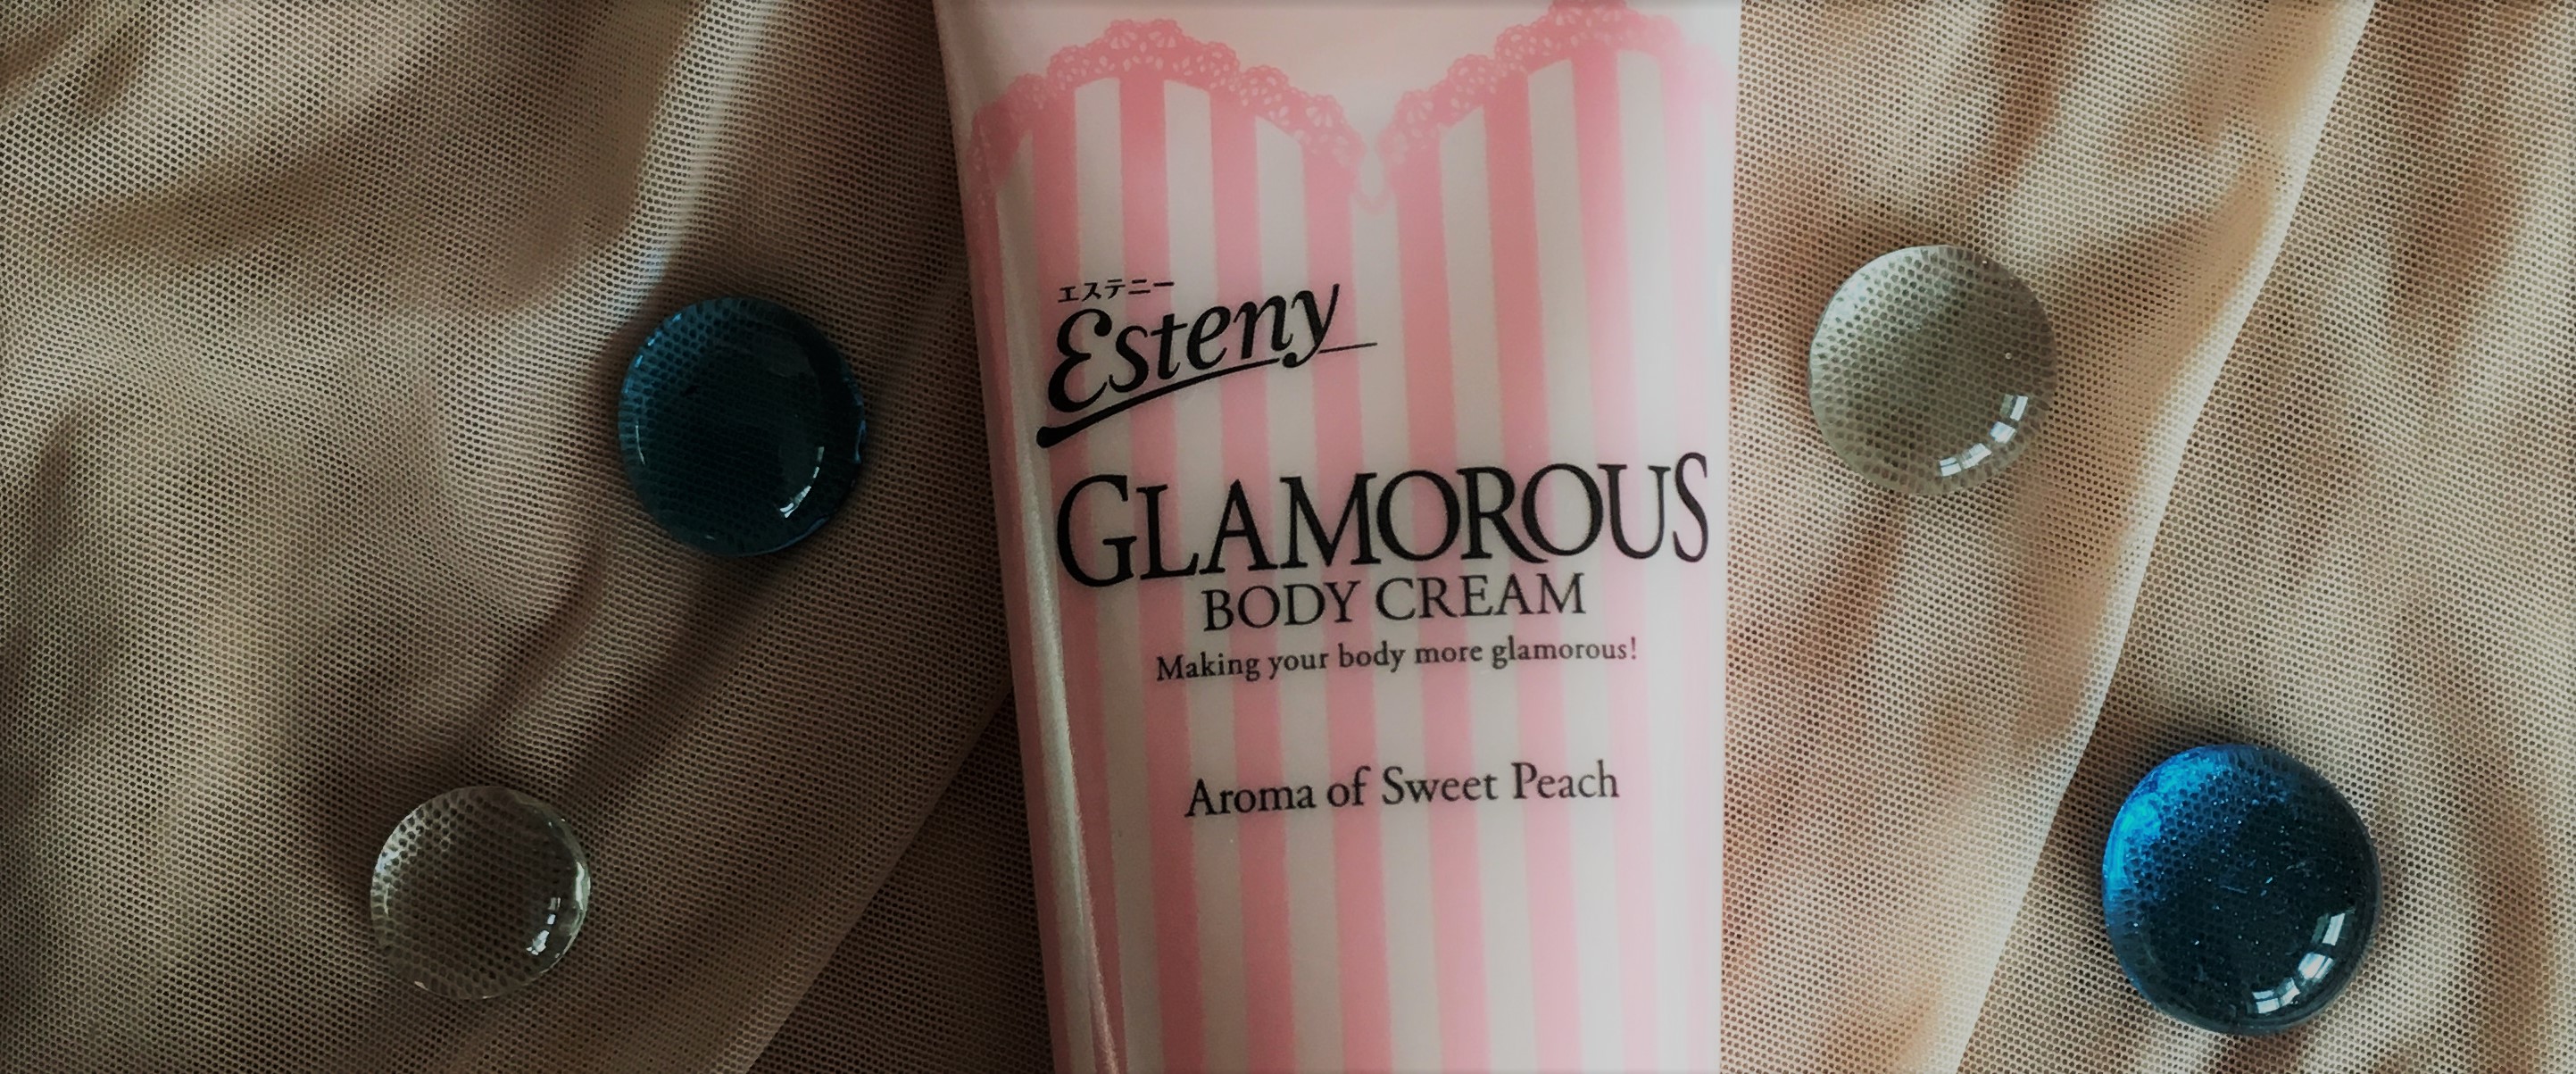 エステニー
Esteny
GLAMOROUS
BODY CREAM
Making your body more glamorous!
Aroma of Sweet Peach